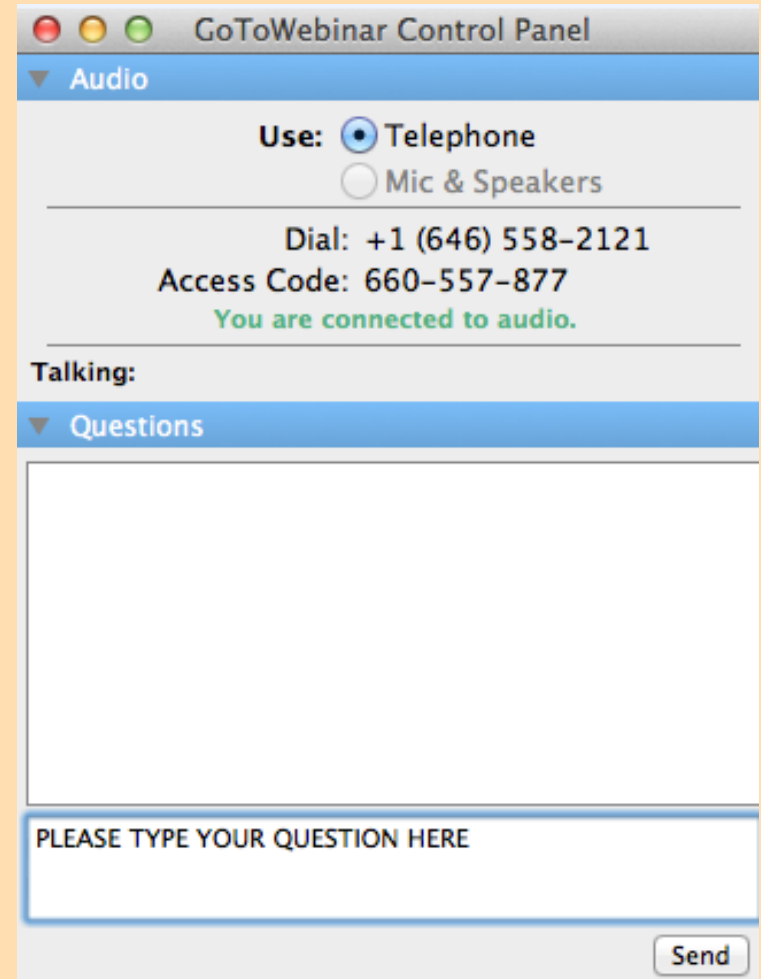 GoToWebinar Control Panel
Audio
Use: Telephone
Mic & Speakers
Dial: +1 (646) 558–2121
Access Code: 660–557–877
You are connected to audio.
Talking:
Questions
PLEASE TYPE YOUR QUESTION HERE
Send